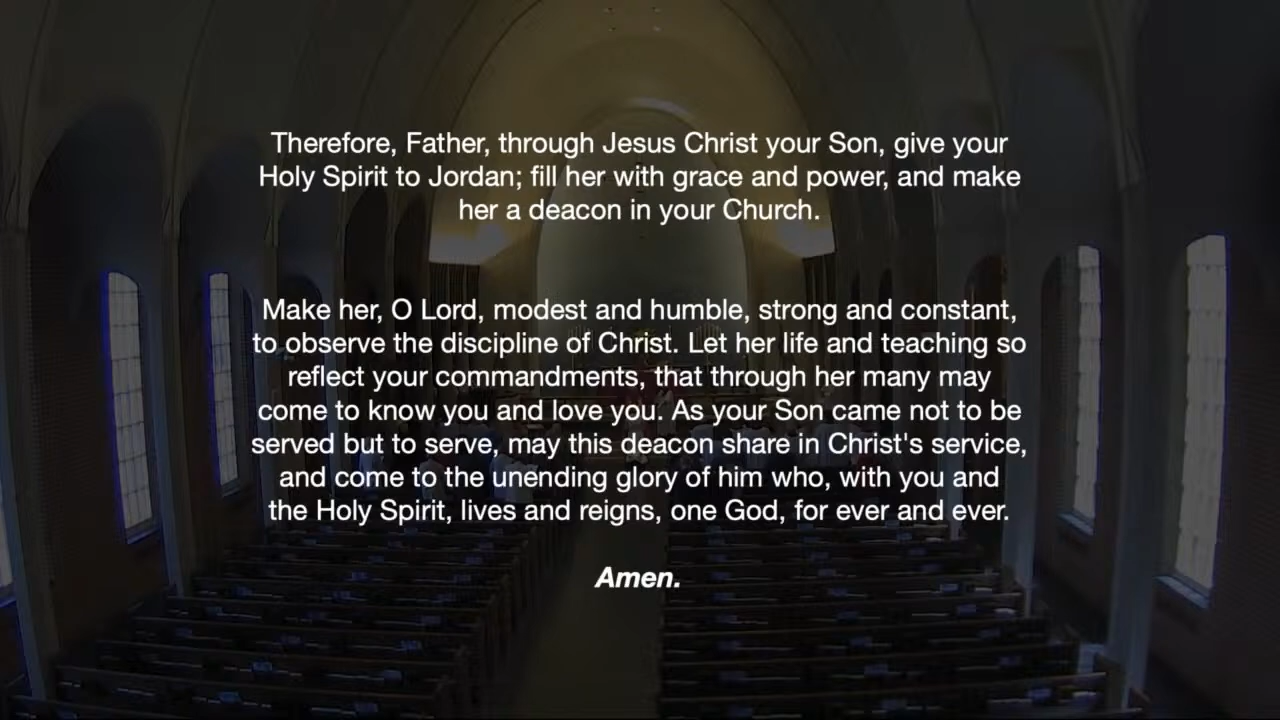 Therefore, Father, through Jesus Christ your Son, give your
Holy Spirit to Jordan; fill her with grace and power, and make
her a deacon in your Church.
Make her, O Lord, modest and humble, strong and constant,
to observe the discipline of Christ. Let her life and teaching so
reflect your commandments, that through her many may
come to know you and love you. As your Son came not to be
served but to serve, may this deacon share in Christ's service,
and come to the unending glory of him who, with you and
the Holy Spirit, lives and reigns, one God, for ever and ever.
Amen.